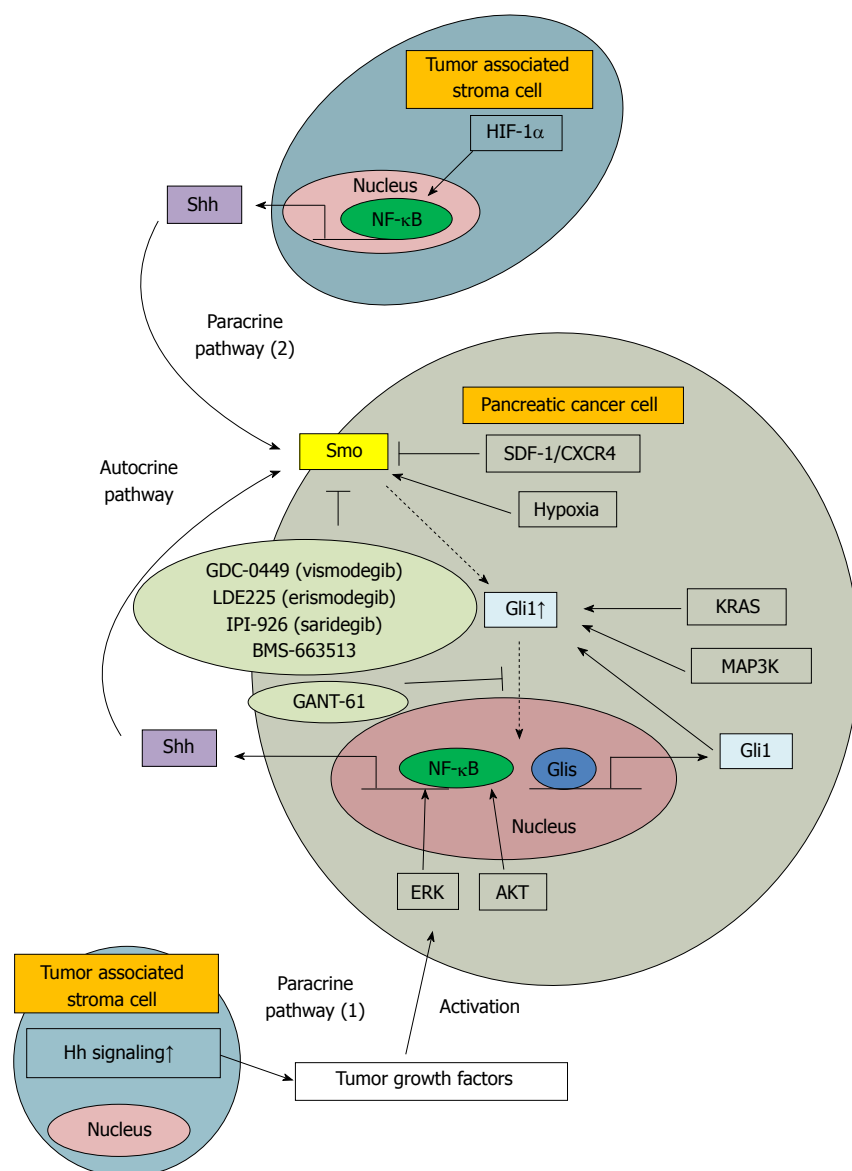 Tumor associated
stroma cell
HIF-1α
Nucleus
NF-κB
Shh
Paracrine
pathway (2)
Pancreatic cancer cell
Smo
SDF-1/CXCR4
Autocrine
pathway
Hypoxia
GDC-0449 (vismodegib)
LDE225 (erismodegib)
IPI-926 (saridegib)
BMS-663513
Gli1↑
KRAS
MAP3K
GANT-61
Shh
NF-κB
Glis
Gli1
Nucleus
ERK
AKT
Tumor associated
stroma cell
Paracrine
pathway (1)
Activation
Hh signaling↑
Tumor growth factors
Nucleus